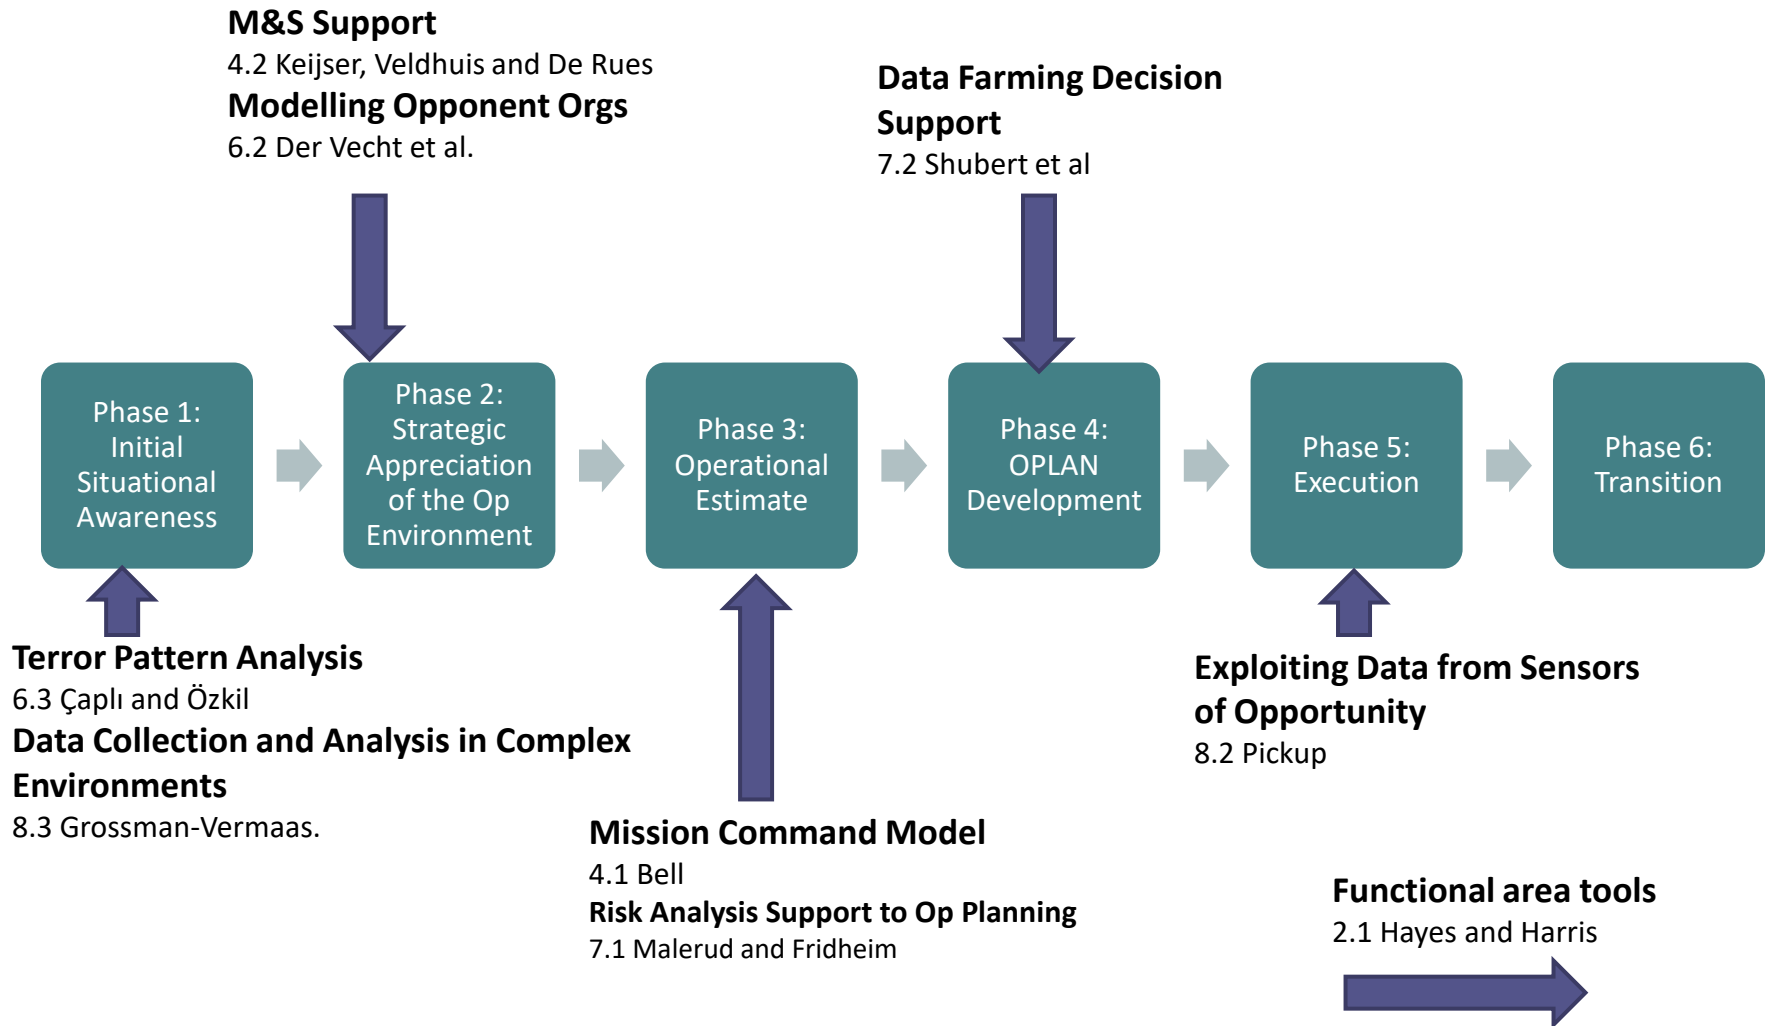 M&S Support
4.2 Keijser, Veldhuis and De Rues
Modelling Opponent Orgs
6.2 Der Vecht et al.
Data Farming Decision
Support
7.2 Shubert et al
Phase 1:
Initial
Situational
Awareness
Phase 2:
Strategic
Appreciation
of the Op
Environment
Phase 3:
Operational
Estimate
Phase 4:
OPLAN
Development
Phase 5:
Execution
Phase 6:
Transition
Terror Pattern Analysis
6.3 Çaplı and Özkil
Data Collection and Analysis in Complex
Environments
8.3 Grossman-Vermaas.
Mission Command Model
4.1 Bell
Risk Analysis Support to Op Planning
7.1 Malerud and Fridheim
Exploiting Data from Sensors
of Opportunity
8.2 Pickup
Functional area tools
2.1 Hayes and Harris